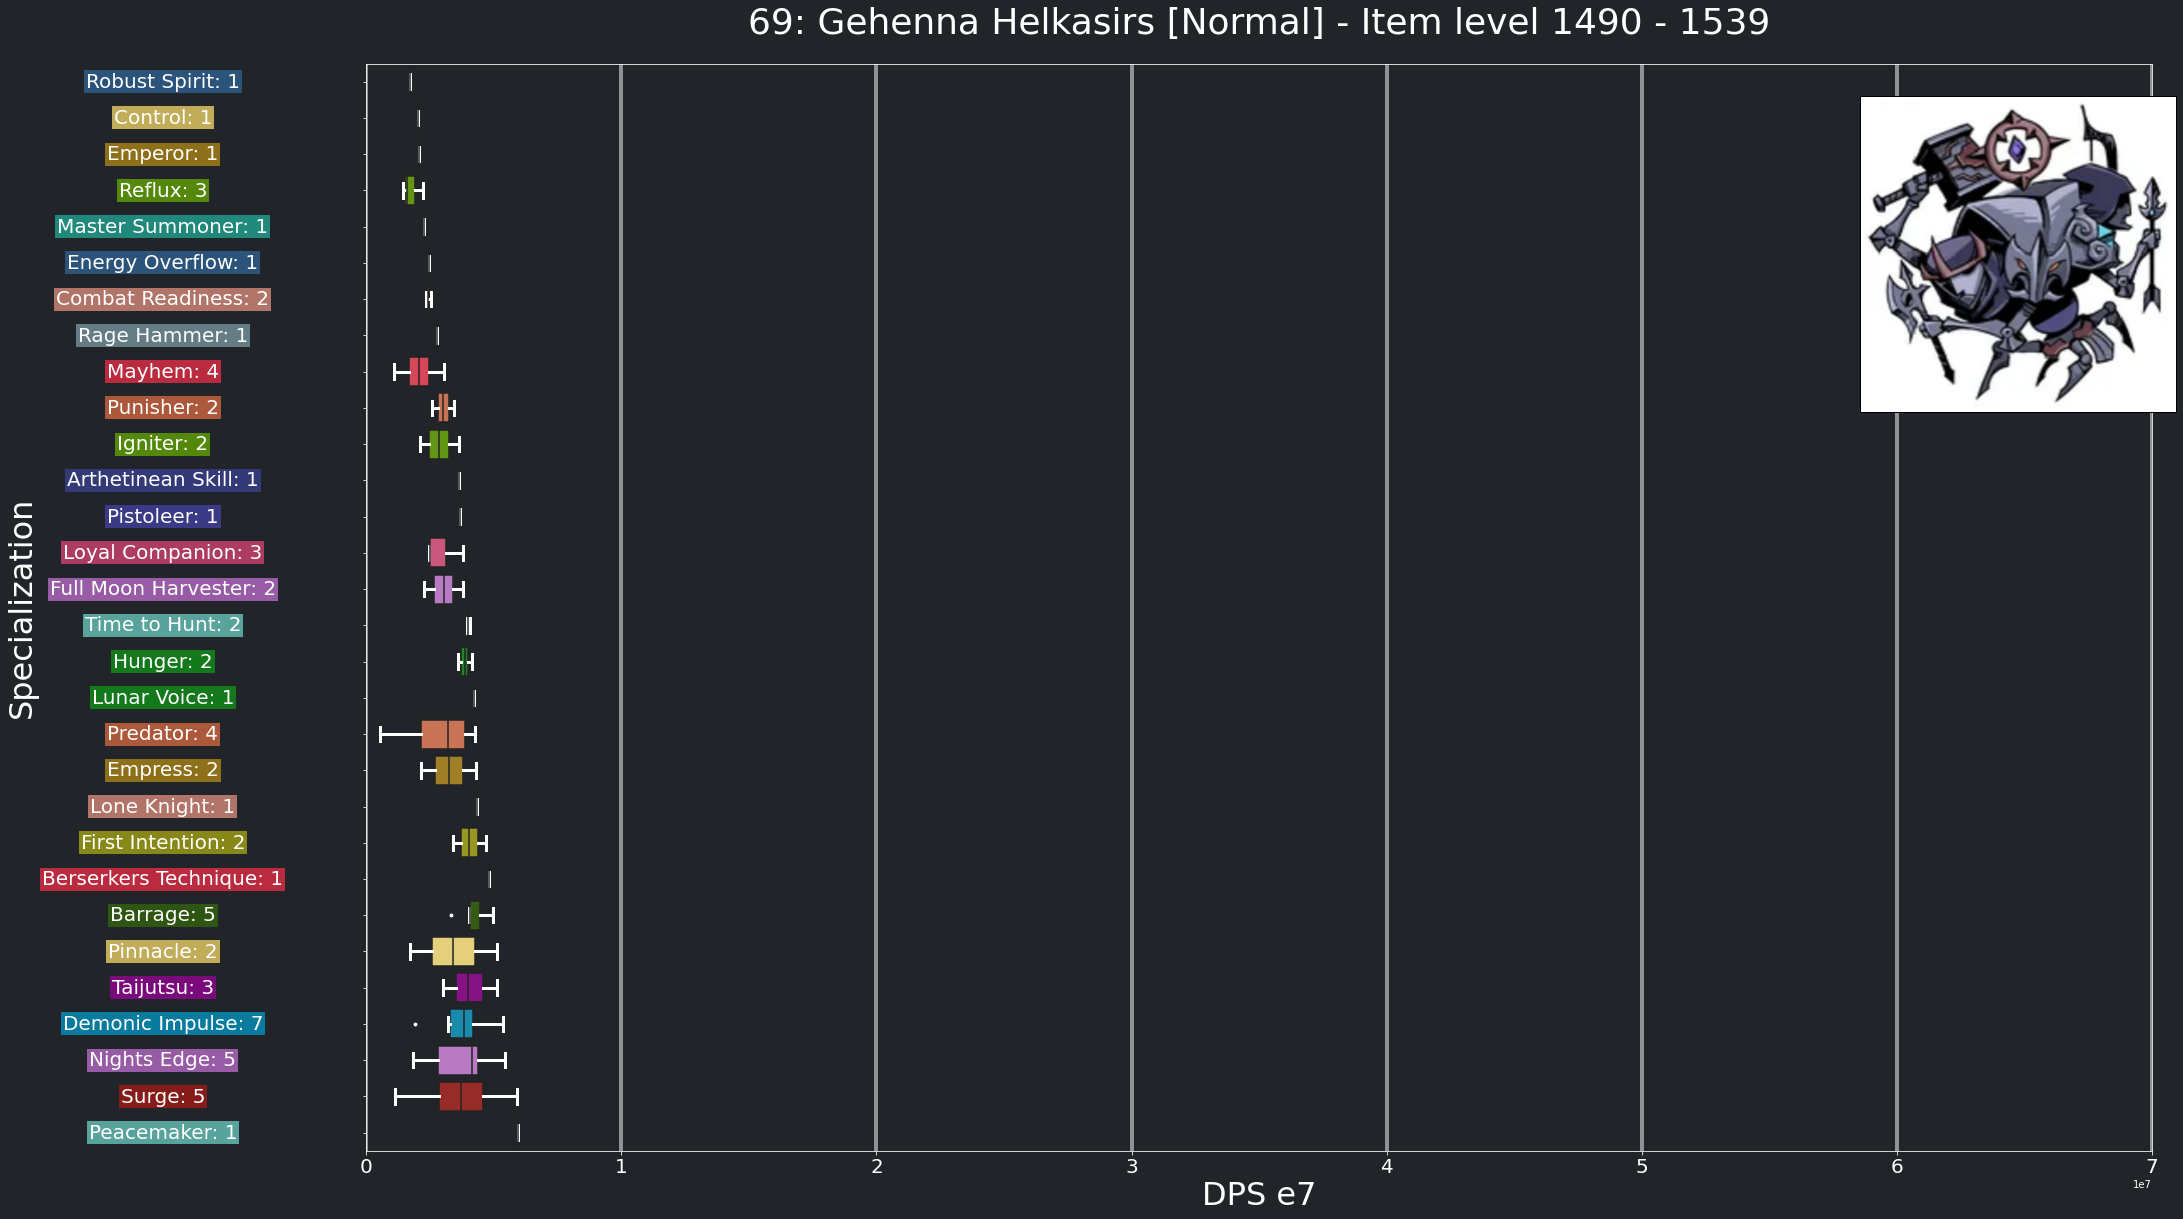 69: Gehenna Helkasirs [Normal] - Item level 1490 - 1539
Specialization
Robust Spirit: 1
Control: 1
Emperor: 1
Reflux: 3
Master Summoner: 1
Energy Overflow: 1
Combat Readiness: 2
Rage Hammer: 1
Mayhem: 4
Punisher: 2
Igniter: 2
Arthetinean Skill: 1
Pistoleer: 1
Loyal Companion: 3
Full Moon Harvester: 2
Time to Hunt: 2
Hunger: 2
Lunar Voice: 1
Predator: 4
Empress: 2
Lone Knight: 1
First Intention: 2
Berserkers Technique: 1
Barrage: 5
Pinnacle: 2
Taijutsu: 3
Demonic Impulse: 7
Nights Edge: 5
Surge: 5
Peacemaker: 1
0 1 2 3 4 5 6 7
1e7
DPS e7